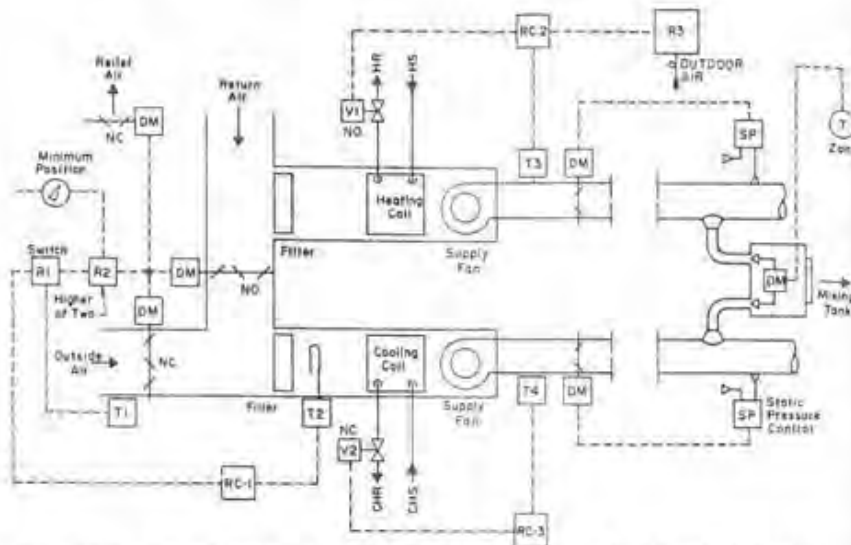 Relief
Air
DM
NC
Return
Air
Minimum
Position
Switch
R1
R2
DM
NO
Higher
of Two
DM
Outside
Air
NC
T1
RC-1
Filter
Filter
T2
V1
NO
HR
HS
Heating
Coil
Supply
Fan
Cooling
Coil
Supply
Fan
NC
V2
CHR
CHS
RC-2
R3
OUTDOOR
AIR
T3
DM
SP
T
Zon
DM
Mixing
Tank
T4
DM
SP
Static
Pressure
Control
RC-3